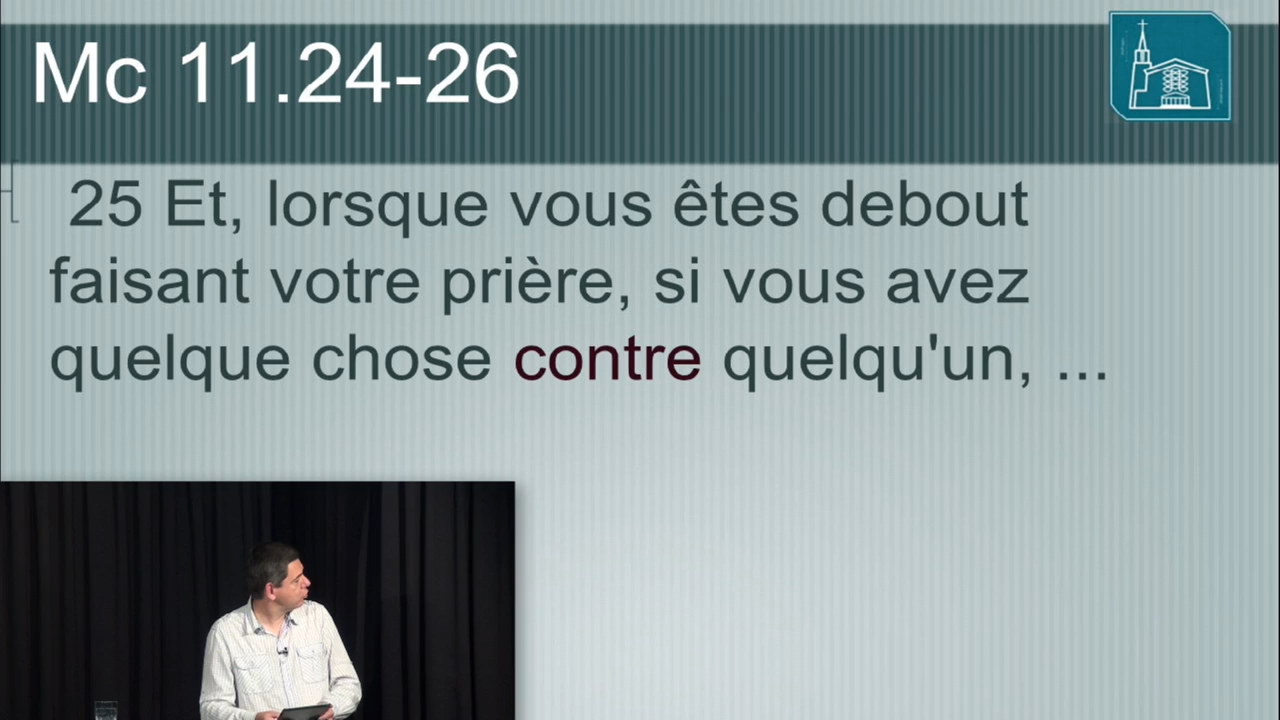 Mc 11.24-26
25 Et, lorsque vous êtes debout
faisant votre prière, si vous avez
quelque chose contre quelqu'un, ...